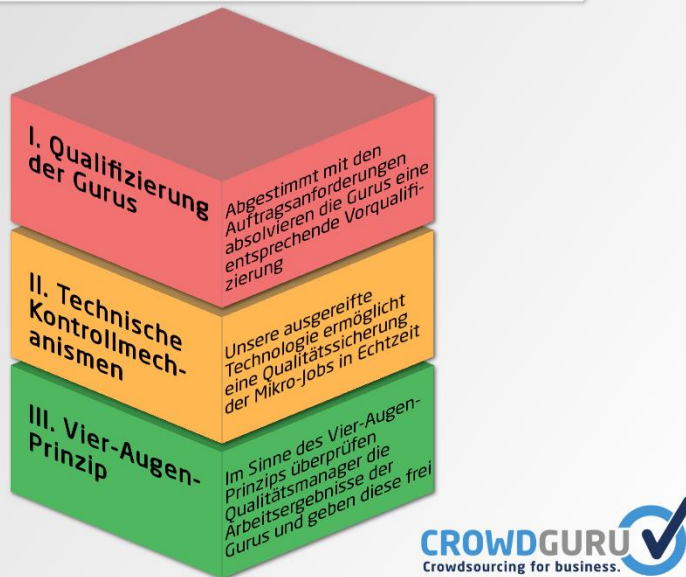 I. Qualifizierung
der Gurus
Abgestimmt mit den
Auftragsanforderungen
absolvieren die Gurus eine
entsprechende Vorqualifi-
zierung
II. Technische
Kontrollmech-
anismen
Unsere ausgereifte
Technologie ermöglicht
eine Qualitätssicherung
der Mikro-Jobs in Echtzeit
III. Vier-Augen-
Prinzip
Im Sinne des Vier-Augen-
Prinzips überprüfen
Qualitätsmanager die
Arbeitsergebnisse der
Gurus und geben diese frei
CROWDGURU
Crowdsourcing for business.